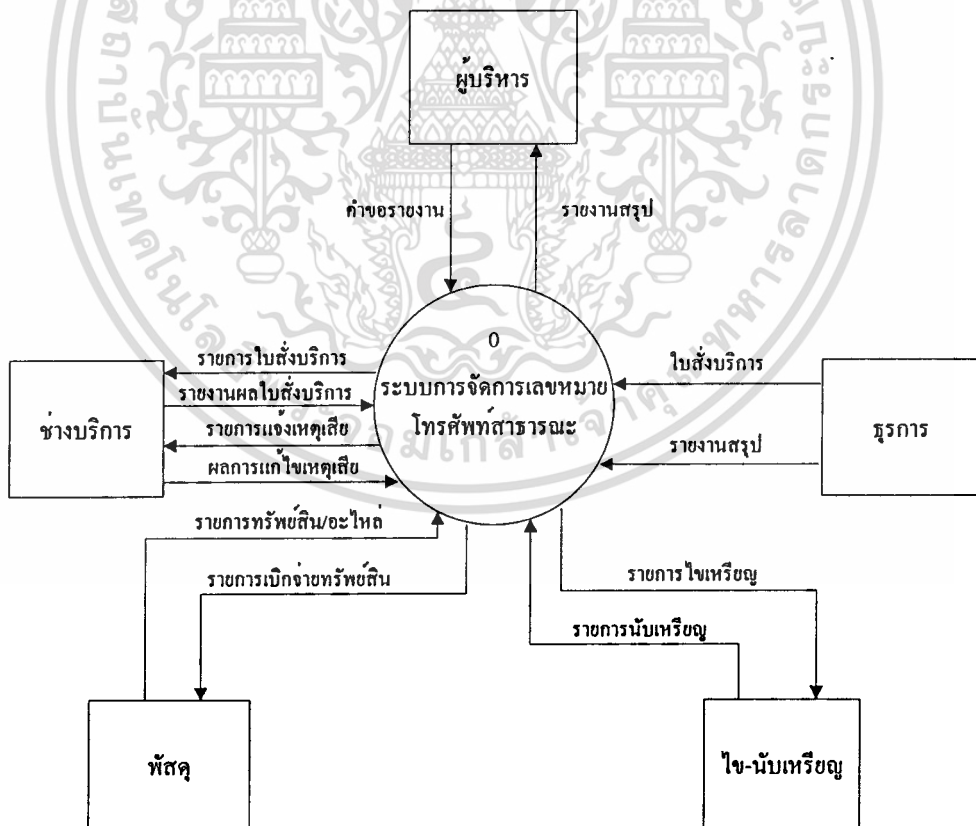 ผู้บริหาร
คำขอรายงาน
รายงานสรุป
0
ระบบการจัดการเลขหมาย
โทรศัพท์สาธารณะ
รายการใบสั่งบริการ
รายงานผลใบสั่งบริการ
รายการแจ้งเหตุเสีย
ผลการแก้ไขเหตุเสีย
ช่างบริการ
ใบสั่งบริการ
รายงานสรุป
ธุรการ
รายการทรัพย์สิน/อะไหล่
รายการเบิกจ่ายทรัพย์สิน
รายการไขเหรียญ
รายการนับเหรียญ
พัสดุ
ไข-นับเหรียญ